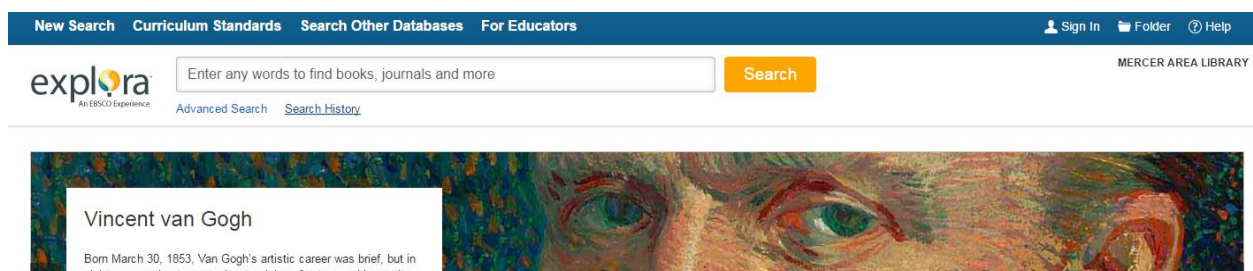 New Search Curriculum Standards Search Other Databases For Educators Sign In Folder Help
explora
An EBSCO Experience
Enter any words to find books, journals and more
Search
MERCER AREA LIBRARY
Advanced Search Search History
Vincent van Gogh
Born March 30, 1853, Van Gogh's artistic career was brief, but in